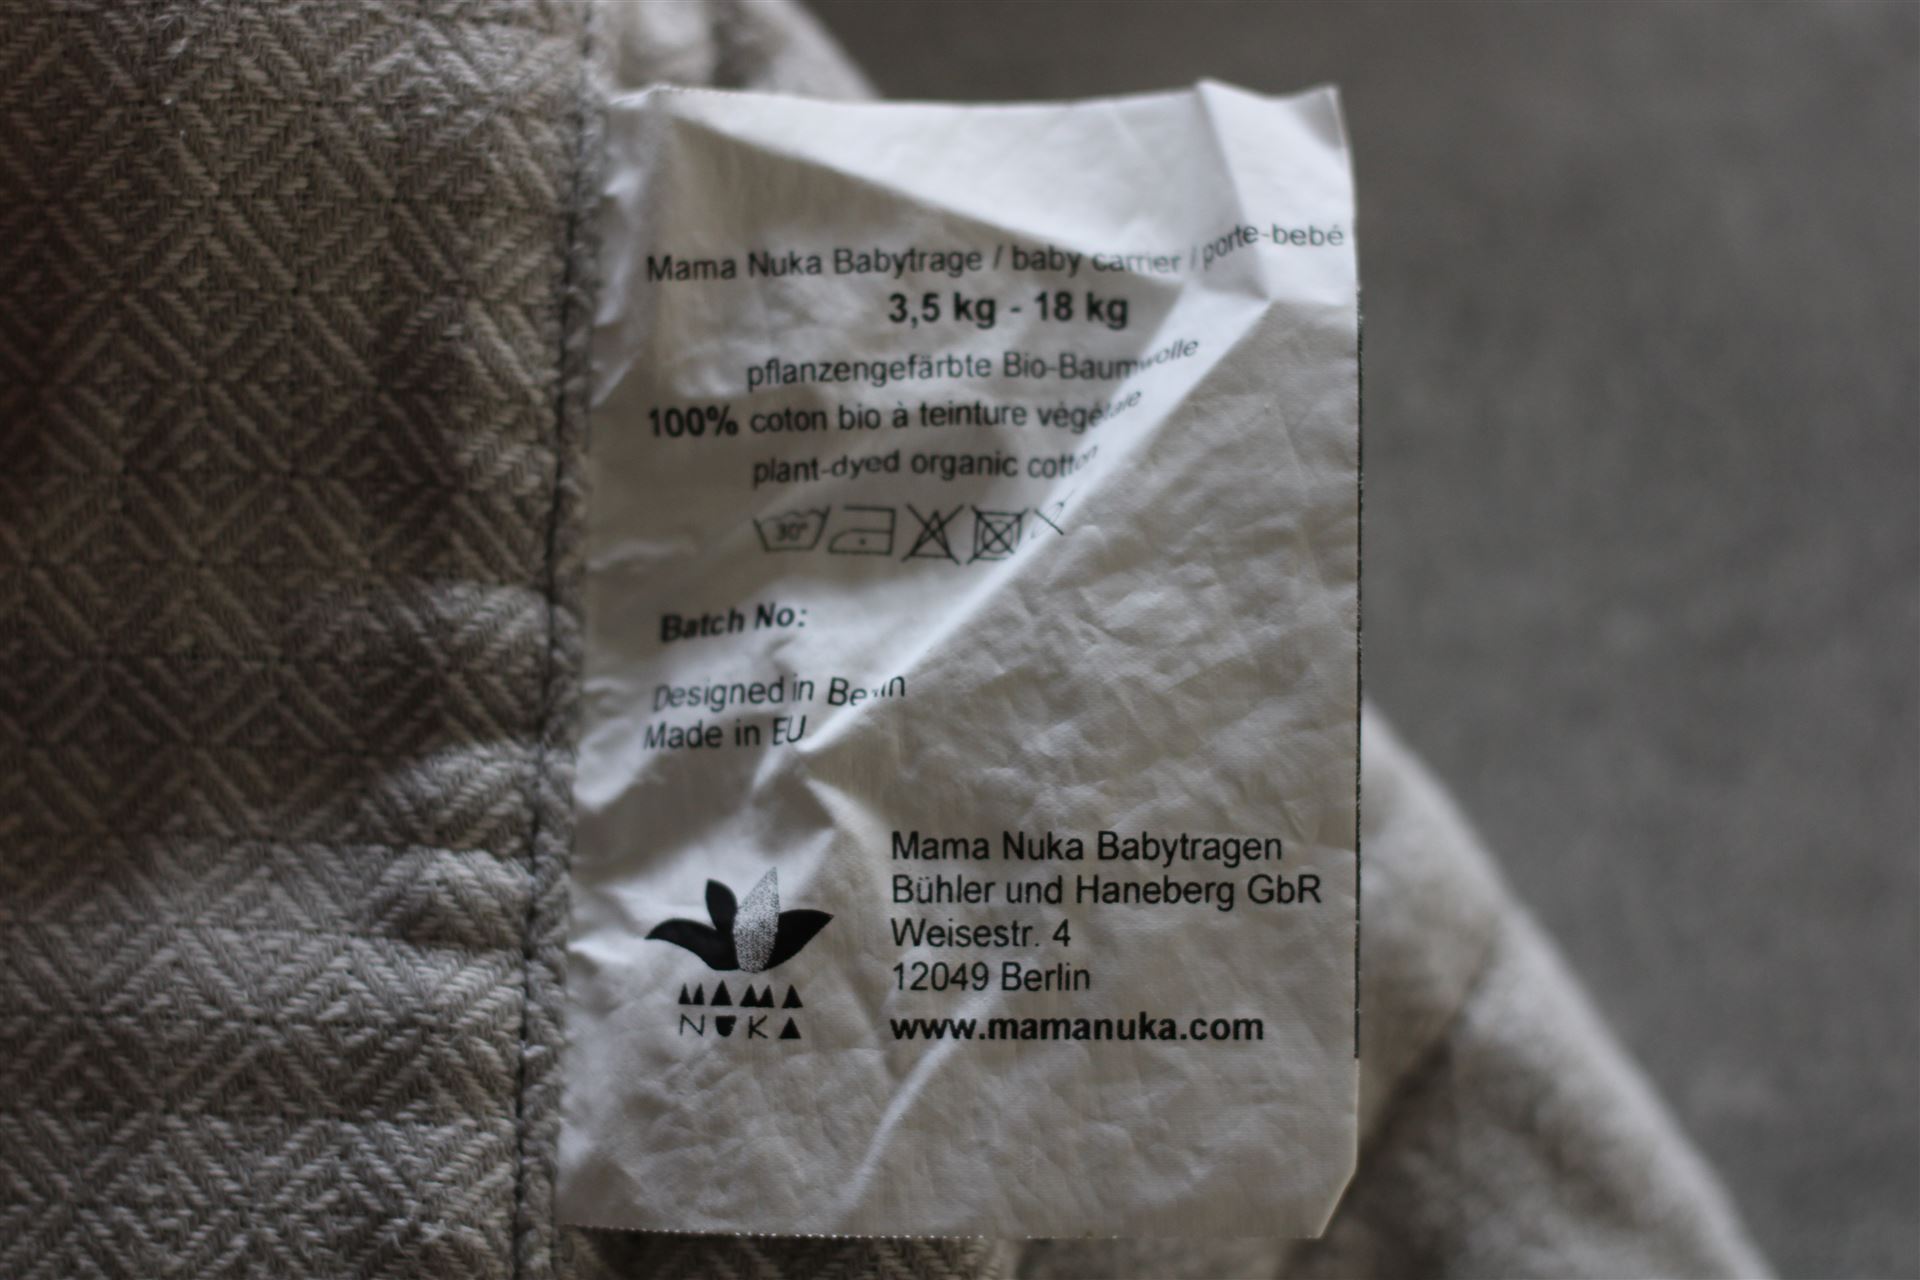 Mama Nuka Babytrage / baby carrier / porte-bebé
3,5 kg - 18 kg
pflanzengefärbte Bio-Baumwolle
100% coton bio à teinture végétale
plant-dyed organic cotton
30°
Batch No:
Designed in Berlin
Made in EU
Mama Nuka Babytragen
Bühler und Haneberg GbR
Weisestr. 4
12049 Berlin
www.mamanuka.com
MAMA
NUKA